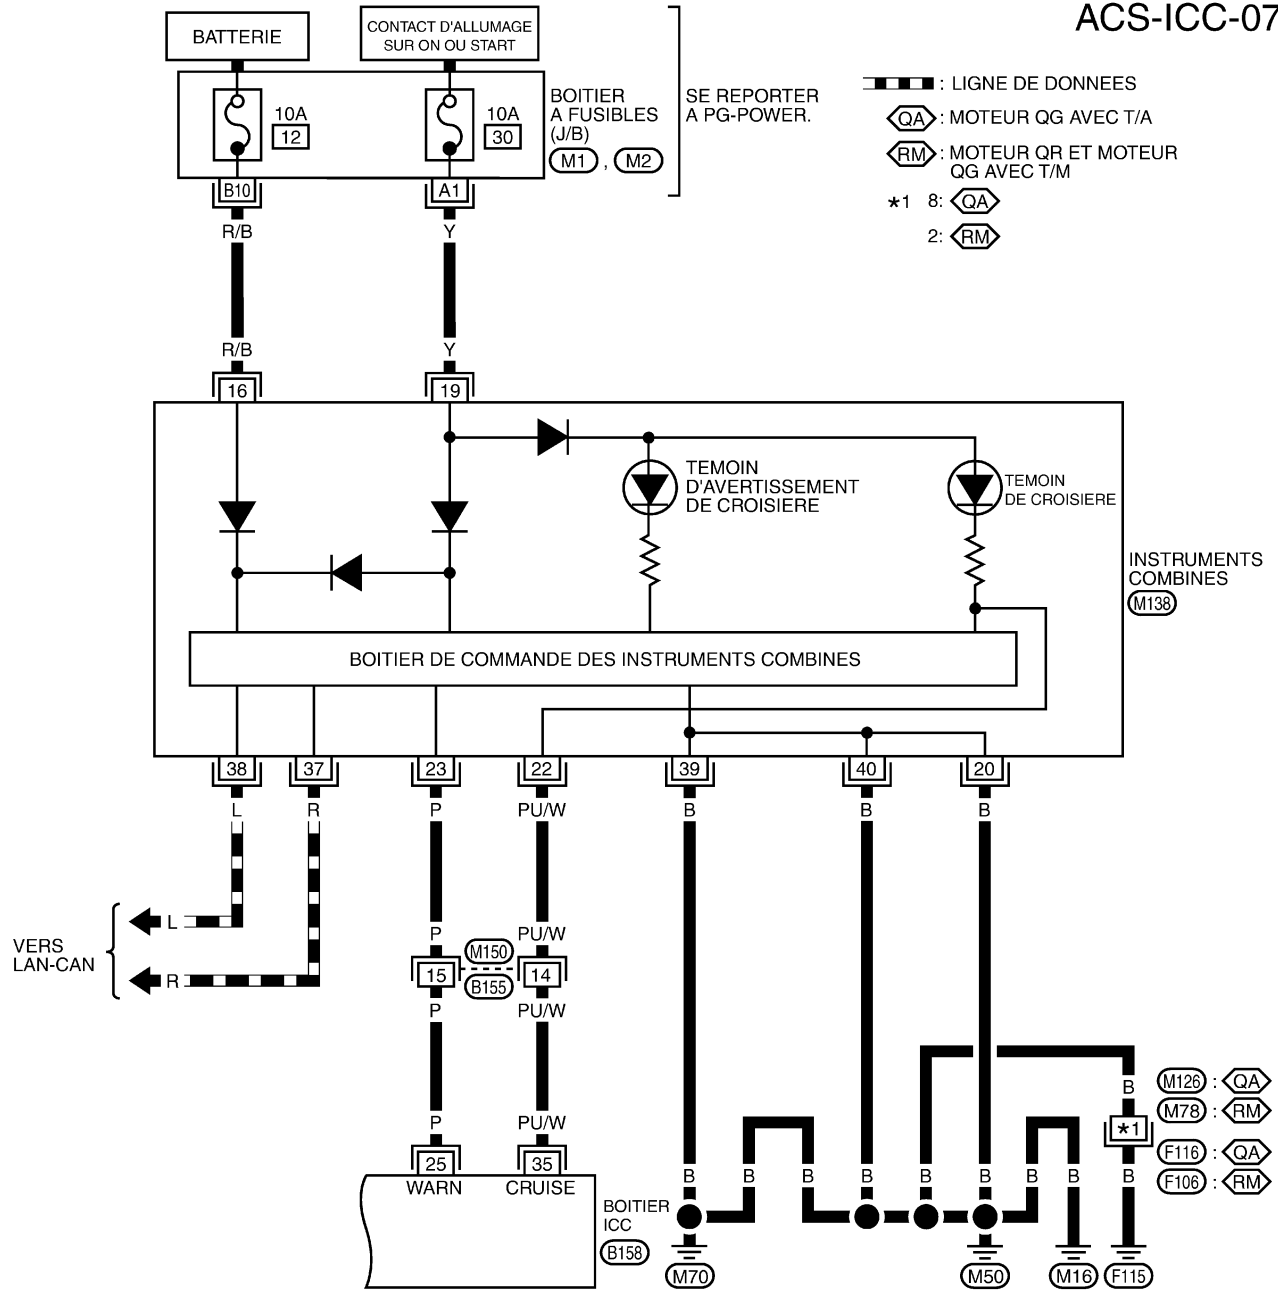 ACS-ICC-07
BATTERIE
CONTACT D'ALLUMAGE
SUR ON OU START
10A
12
10A
30
BOITIER
A FUSIBLES
(J/B)
M1 , M2
SE REPORTER
A PG-POWER.
: LIGNE DE DONNEES
QA : MOTEUR QG AVEC T/A
RM : MOTEUR QR ET MOTEUR
QG AVEC T/M
*1 8: QA
2: RM
B10
A1
R/B
Y
R/B
Y
16
19
TEMOIN
D'AVERTISSEMENT
DE CROISIERE
TEMOIN
DE CROISIERE
INSTRUMENTS
COMBINES
M138
BOITIER DE COMMANDE DES INSTRUMENTS COMBINES
38
37
23
22
39
40
20
L
R
P
PU/W
B
B
B
VERS
LAN-CAN
L
R
P
PU/W
M150
15
14
B155
P
PU/W
P
PU/W
25
35
WARN
CRUISE
BOITIER
ICC
B158
B
*1
M126 : QA
M78 : RM
F116 : QA
F106 : RM
B
B
B
B
B
B
B
B
B
M70
M50
M16
F115